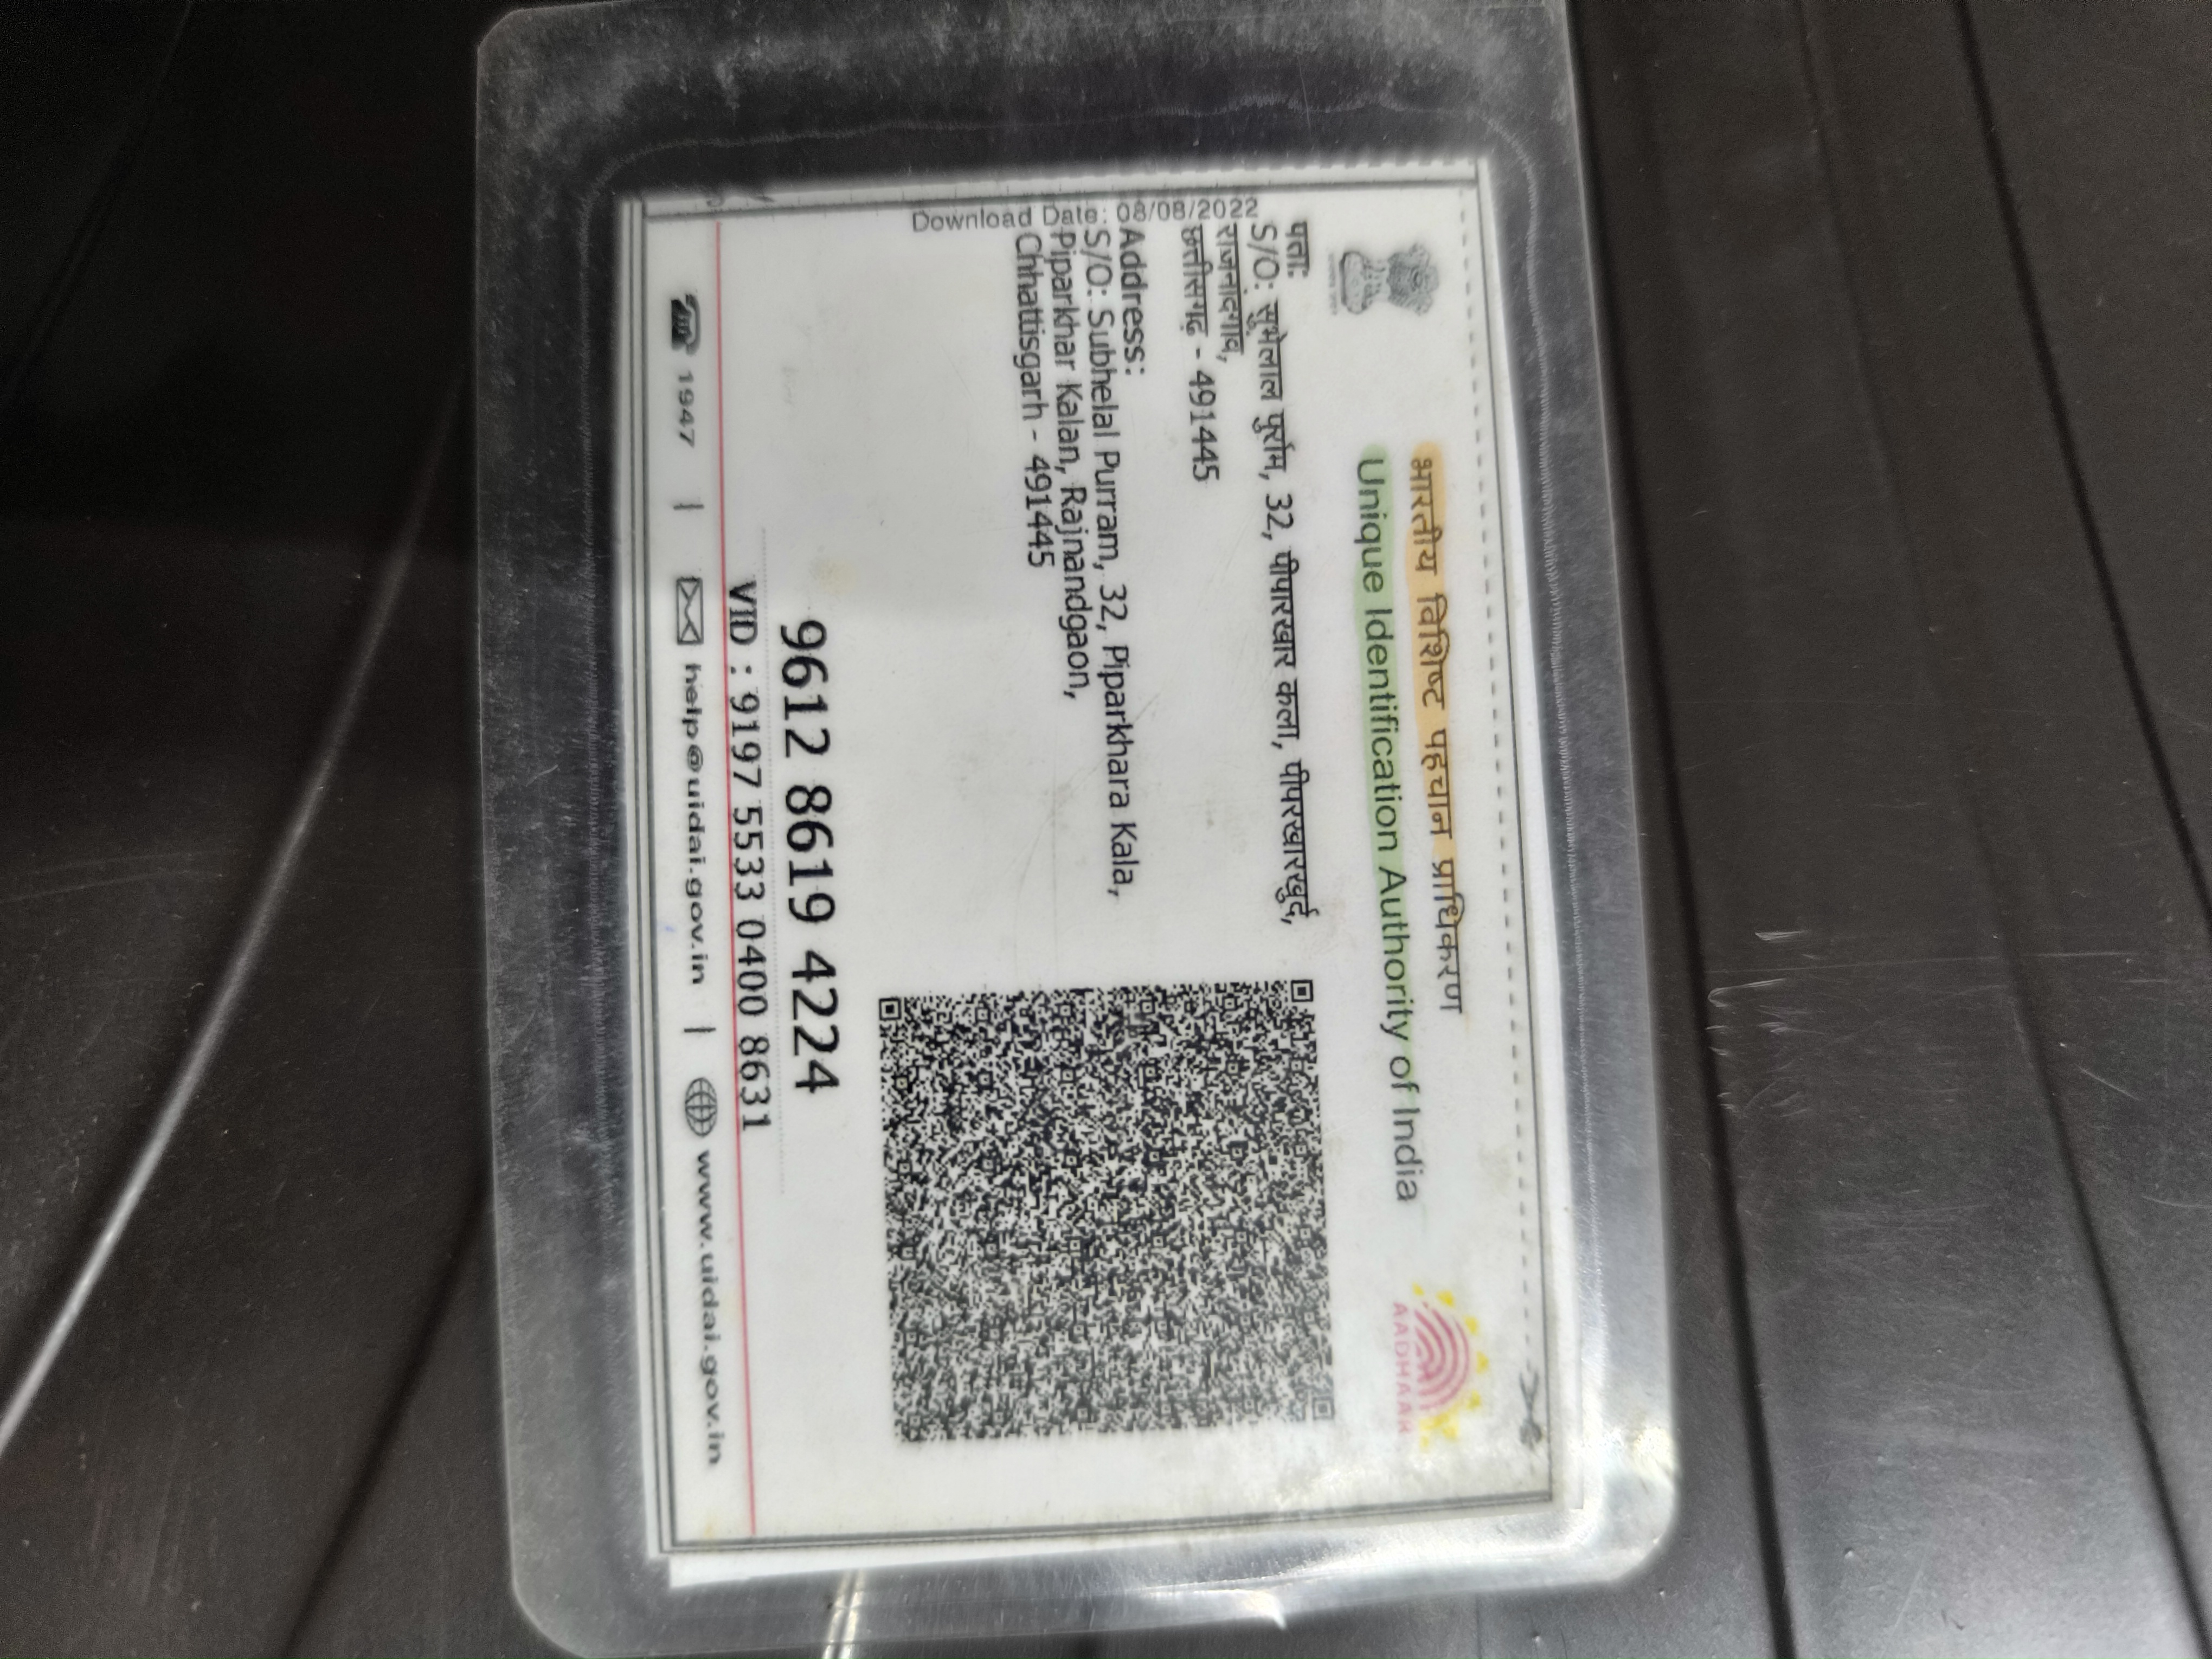 भारतीय विशिष्ट पहचान प्राधिकरण
Unique Identification Authority of India
AADHAAR
पता:
S/O: सुभेलाल पुर्राम, 32, पीपारखार कला, पीपरखारखुर्द,
राजनांदगाव,
छत्तीसगढ़ - 491445
Address:
S/O: Subhelal Purram, 32, Piparkhara Kala,
Piparkhar Kalan, Rajnandgaon,
Chhattisgarh - 491445
Download Date: 08/08/2022
9612 8619 4224
VID : 9197 5533 0400 8631
1947 | help@uidai.gov.in | www.uidai.gov.in